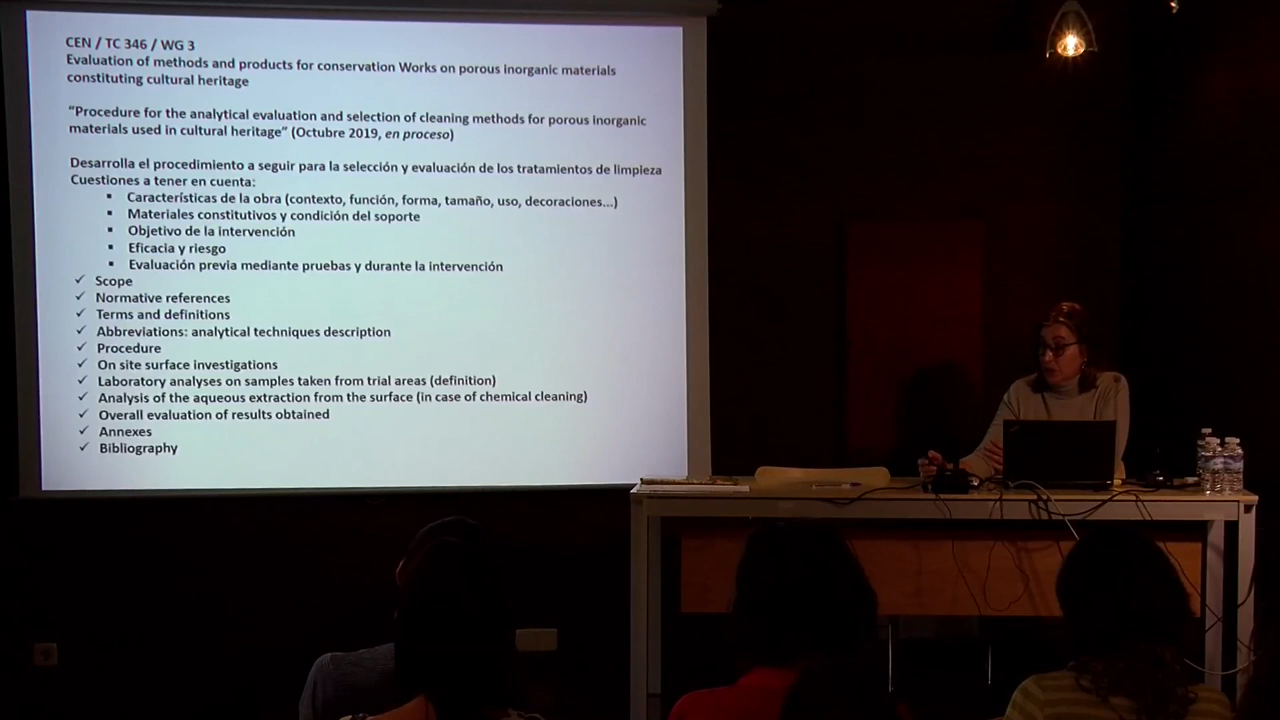 CEN / TC 346 / WG 3
Evaluation of methods and products for conservation Works on porous inorganic materials
constituting cultural heritage
“Procedure for the analytical evaluation and selection of cleaning methods for porous inorganic
materials used in cultural heritage” (Octubre 2019, en proceso)
Desarrolla el procedimiento a seguir para la selección y evaluación de los tratamientos de limpieza
Cuestiones a tener en cuenta:
▪ Características de la obra (contexto, función, forma, tamaño, uso, decoraciones...)
▪ Materiales constitutivos y condición del soporte
▪ Objetivo de la intervención
▪ Eficacia y riesgo
▪ Evaluación previa mediante pruebas y durante la intervención
✓ Scope
✓ Normative references
✓ Terms and definitions
✓ Abbreviations: analytical techniques description
✓ Procedure
✓ On site surface investigations
✓ Laboratory analyses on samples taken from trial areas (definition)
✓ Analysis of the aqueous extraction from the surface (in case of chemical cleaning)
✓ Overall evaluation of results obtained
✓ Annexes
✓ Bibliography